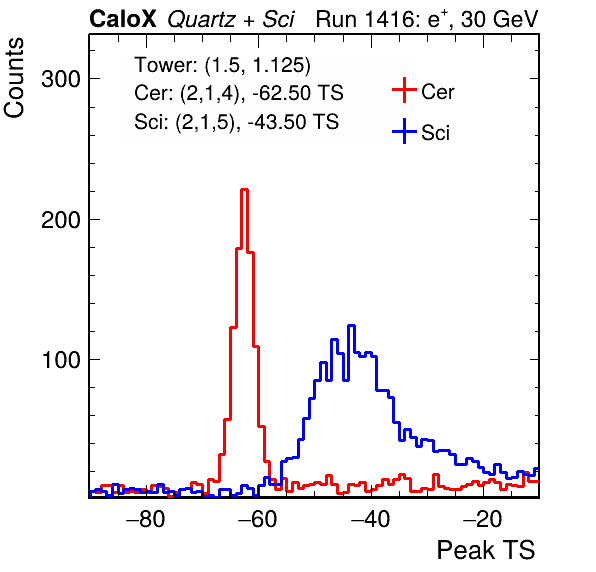 CaloX Quartz + Sci Run 1416: e⁺, 30 GeV
Counts
Tower: (1.5, 1.125)
Cer: (2,1,4), -62.50 TS
Sci: (2,1,5), -43.50 TS
Cer
Sci
300
200
100
−80 −60 −40 −20
Peak TS